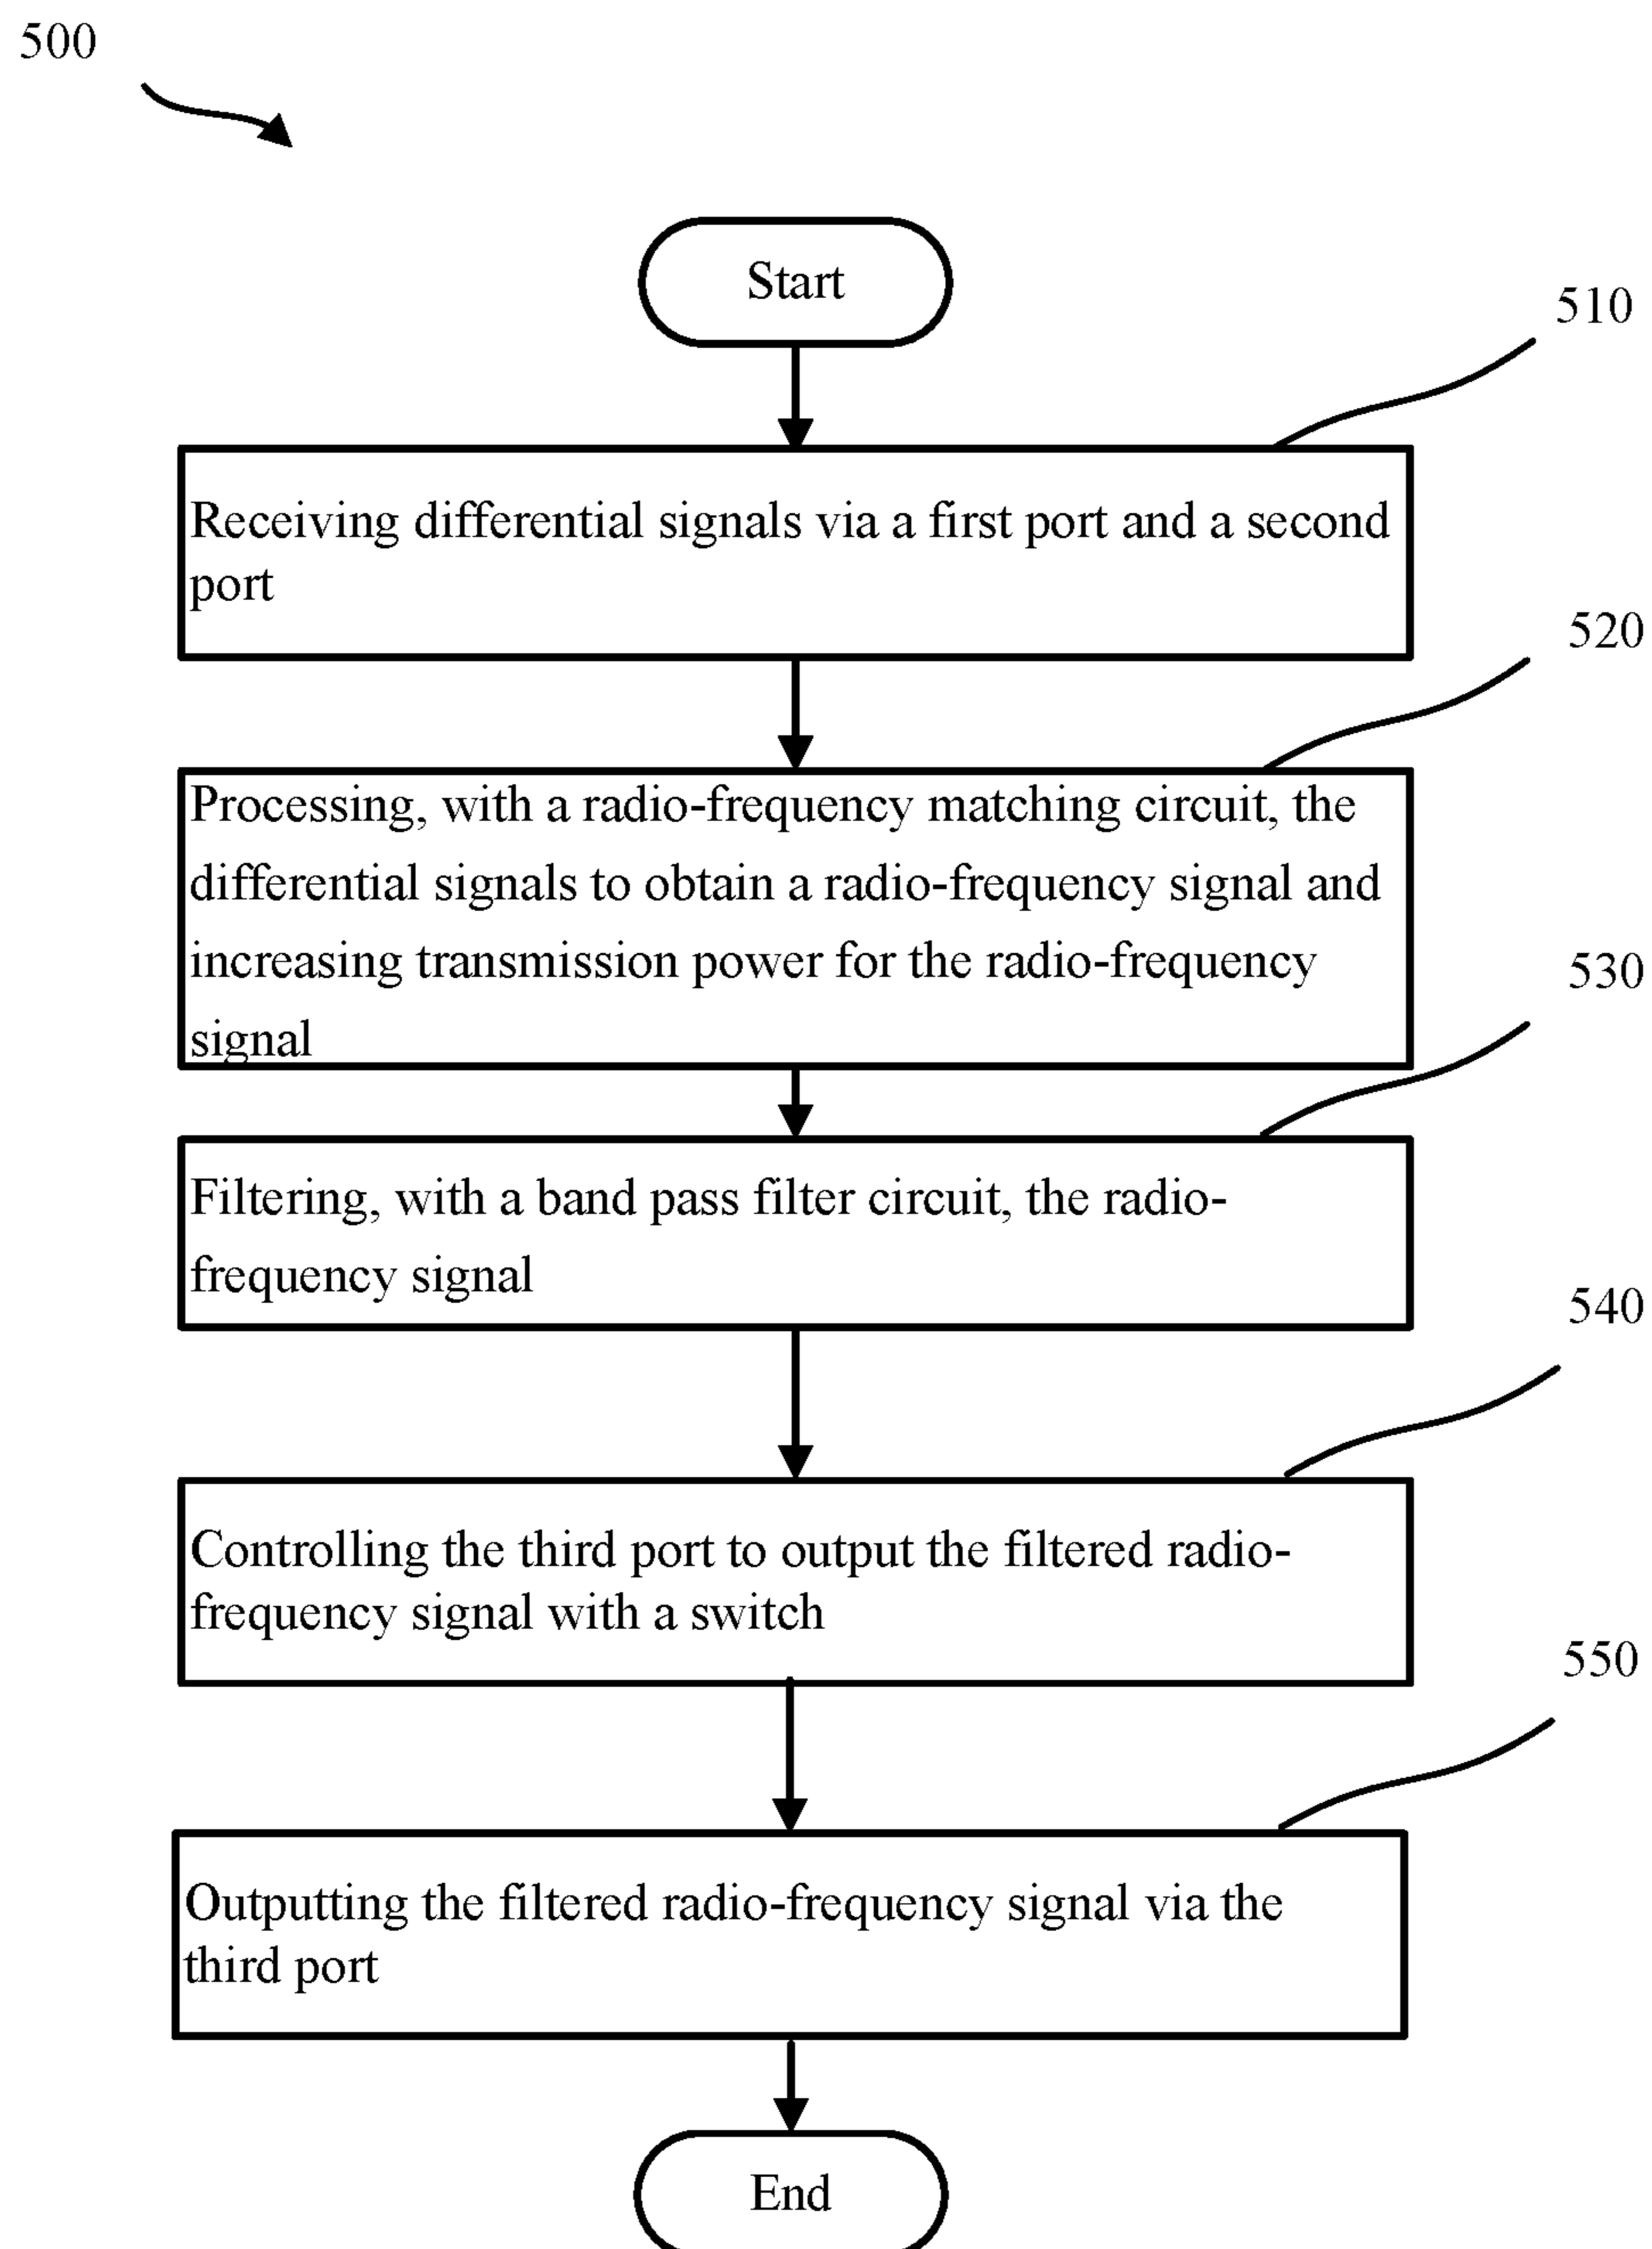 500
Start
510
Receiving differential signals via a first port and a second
port
520
Processing, with a radio-frequency matching circuit, the
differential signals to obtain a radio-frequency signal and
increasing transmission power for the radio-frequency
signal
530
Filtering, with a band pass filter circuit, the radio-
frequency signal
540
Controlling the third port to output the filtered radio-
frequency signal with a switch
550
Outputting the filtered radio-frequency signal via the
third port
End